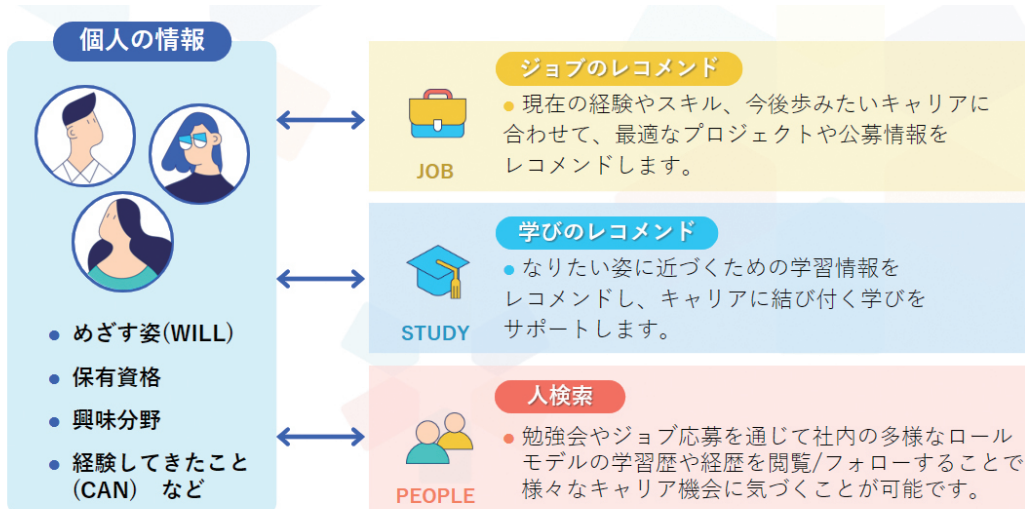 個人の情報
● めざす姿(WILL)
● 保有資格
● 興味分野
● 経験してきたこと
(CAN)　など
ジョブのレコメンド
JOB
● 現在の経験やスキル、今後歩みたいキャリアに
合わせて、最適なプロジェクトや公募情報を
レコメンドします。
学びのレコメンド
STUDY
● なりたい姿に近づくための学習情報を
レコメンドし、キャリアに結び付く学びを
サポートします。
人検索
PEOPLE
● 勉強会やジョブ応募を通じて社内の多様なロール
モデルの学習歴や経歴を閲覧/フォローすることで
様々なキャリア機会に気づくことが可能です。